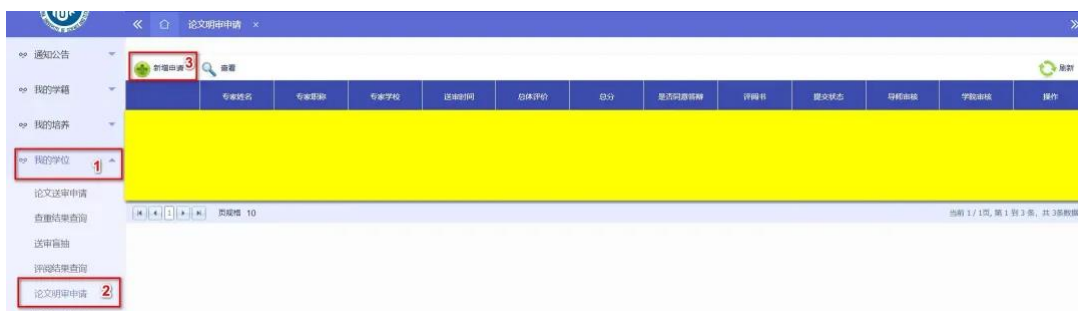 论文明审申请 ×
通知公告
我的学籍
我的培养
我的学位 1
论文送审申请
查重结果查询
送审盲抽
评阅结果查询
论文明审申请 2
新增申请 3 查看 刷新
专家姓名 专家职称 专家学校 送审时间 总体评价 总分 是否同意答辩 评阅书 提交状态 导师审核 学院审核 操作
1 页规格 10 当前 1 / 1页, 第 1 到 3 条, 共 3条数据